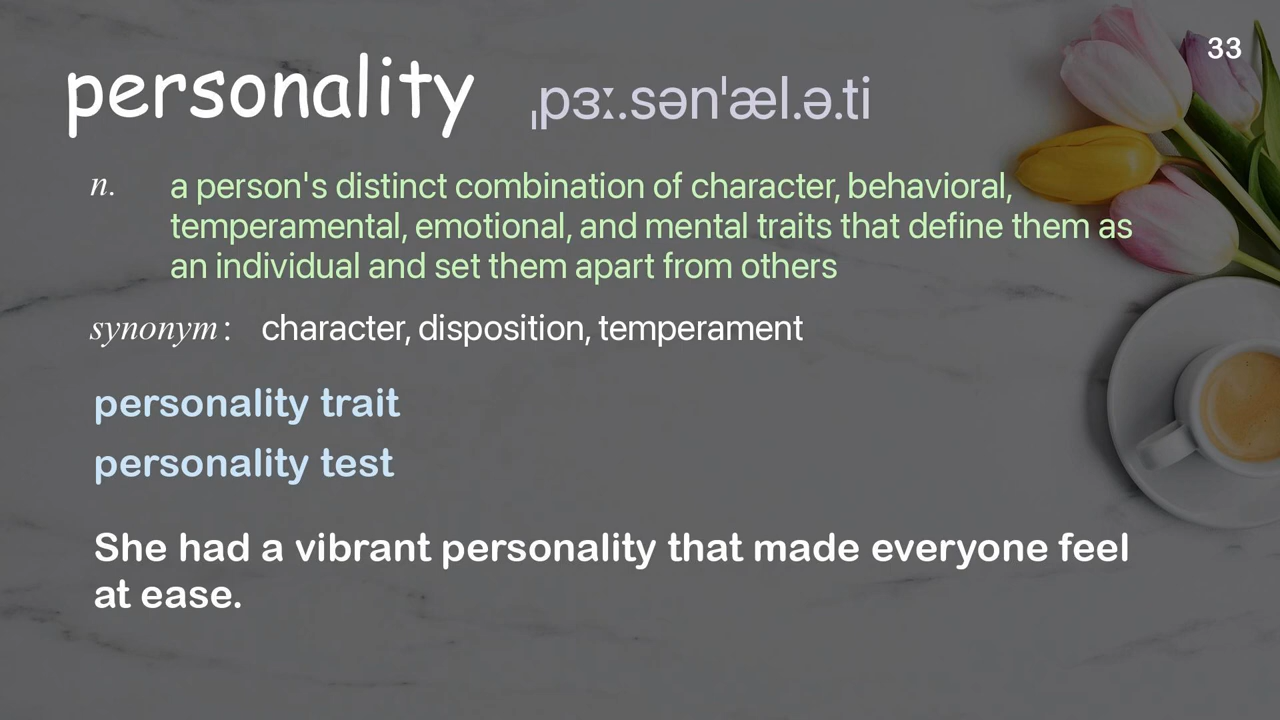 33
personality ˌpɜː.sənˈæl.ə.ti
n. a person's distinct combination of character, behavioral,
temperamental, emotional, and mental traits that define them as
an individual and set them apart from others
synonym: character, disposition, temperament
personality trait
personality test
She had a vibrant personality that made everyone feel
at ease.